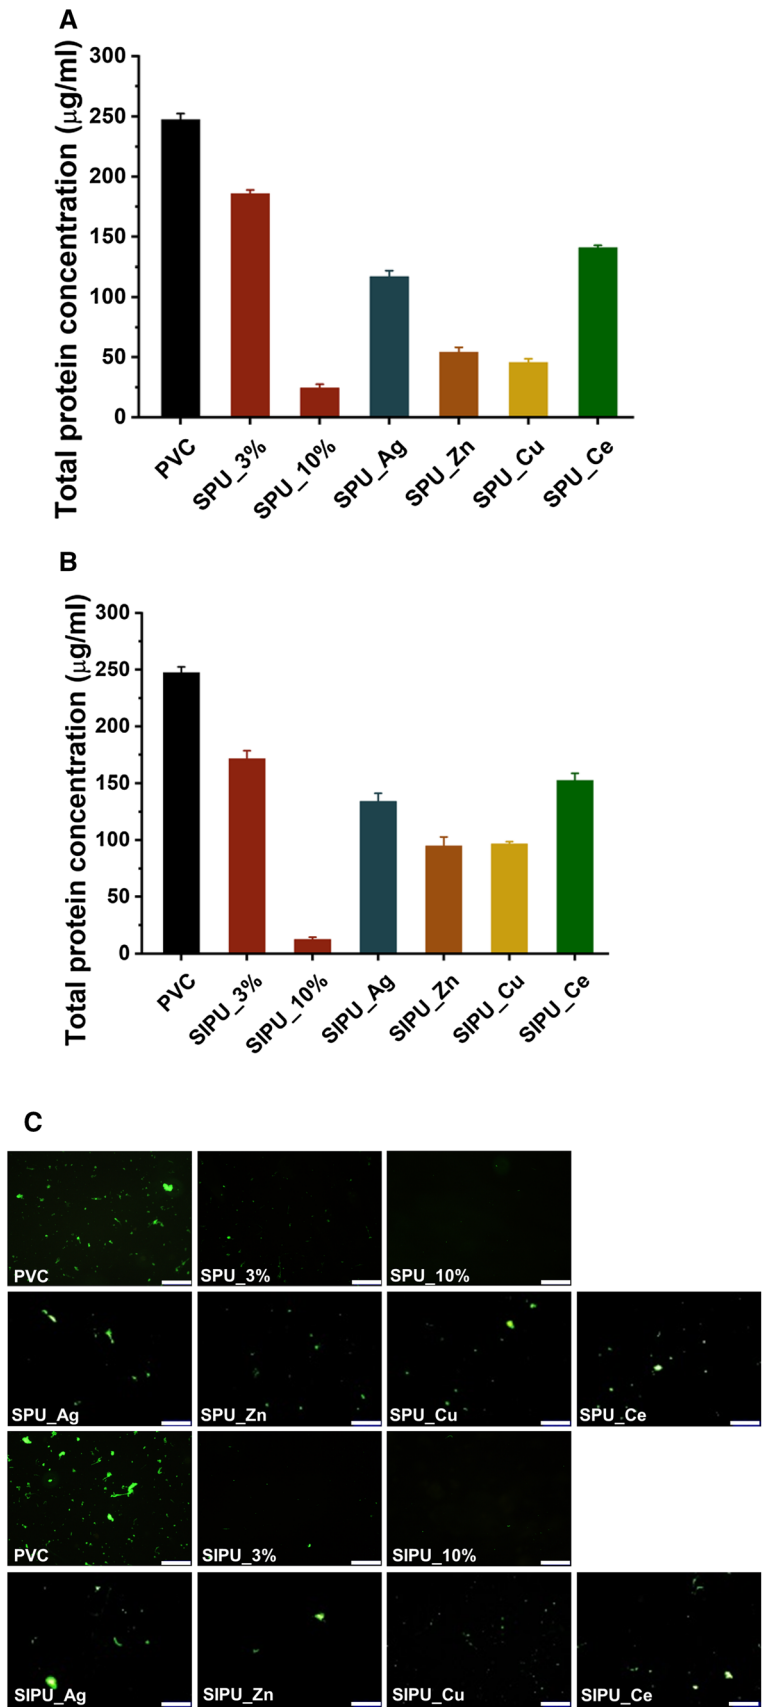 A
Total protein concentration (μg/ml)
300
250
200
150
100
50
0
PVC
SPU_3%
SPU_10%
SPU_Ag
SPU_Zn
SPU_Cu
SPU_Ce
B
Total protein concentration (μg/ml)
300
250
200
150
100
50
0
PVC
SIPU_3%
SIPU_10%
SIPU_Ag
SIPU_Zn
SIPU_Cu
SIPU_Ce
C
PVC
SPU_3%
SPU_10%
SPU_Ag
SPU_Zn
SPU_Cu
SPU_Ce
PVC
SIPU_3%
SIPU_10%
SIPU_Ag
SIPU_Zn
SIPU_Cu
SIPU_Ce